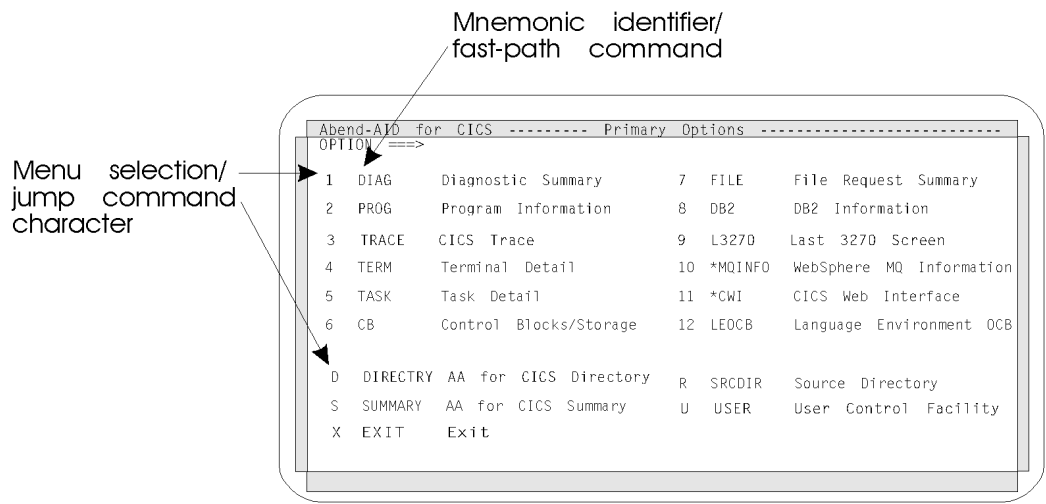 Mnemonic identifier/
fast-path command
Abend-AID for CICS --------- Primary Options --------------------------
OPTION ===>
Menu selection/
jump command
character
1 DIAG Diagnostic Summary 7 FILE File Request Summary
2 PROG Program Information 8 DB2 DB2 Information
3 TRACE CICS Trace 9 L3270 Last 3270 Screen
4 TERM Terminal Detail 10 *MQINFO WebSphere MQ Information
5 TASK Task Detail 11 *CWI CICS Web Interface
6 CB Control Blocks/Storage 12 LEOCB Language Environment OCB
D DIRECTRY AA for CICS Directory R SRCDIR Source Directory
S SUMMARY AA for CICS Summary U USER User Control Facility
X EXIT Exit